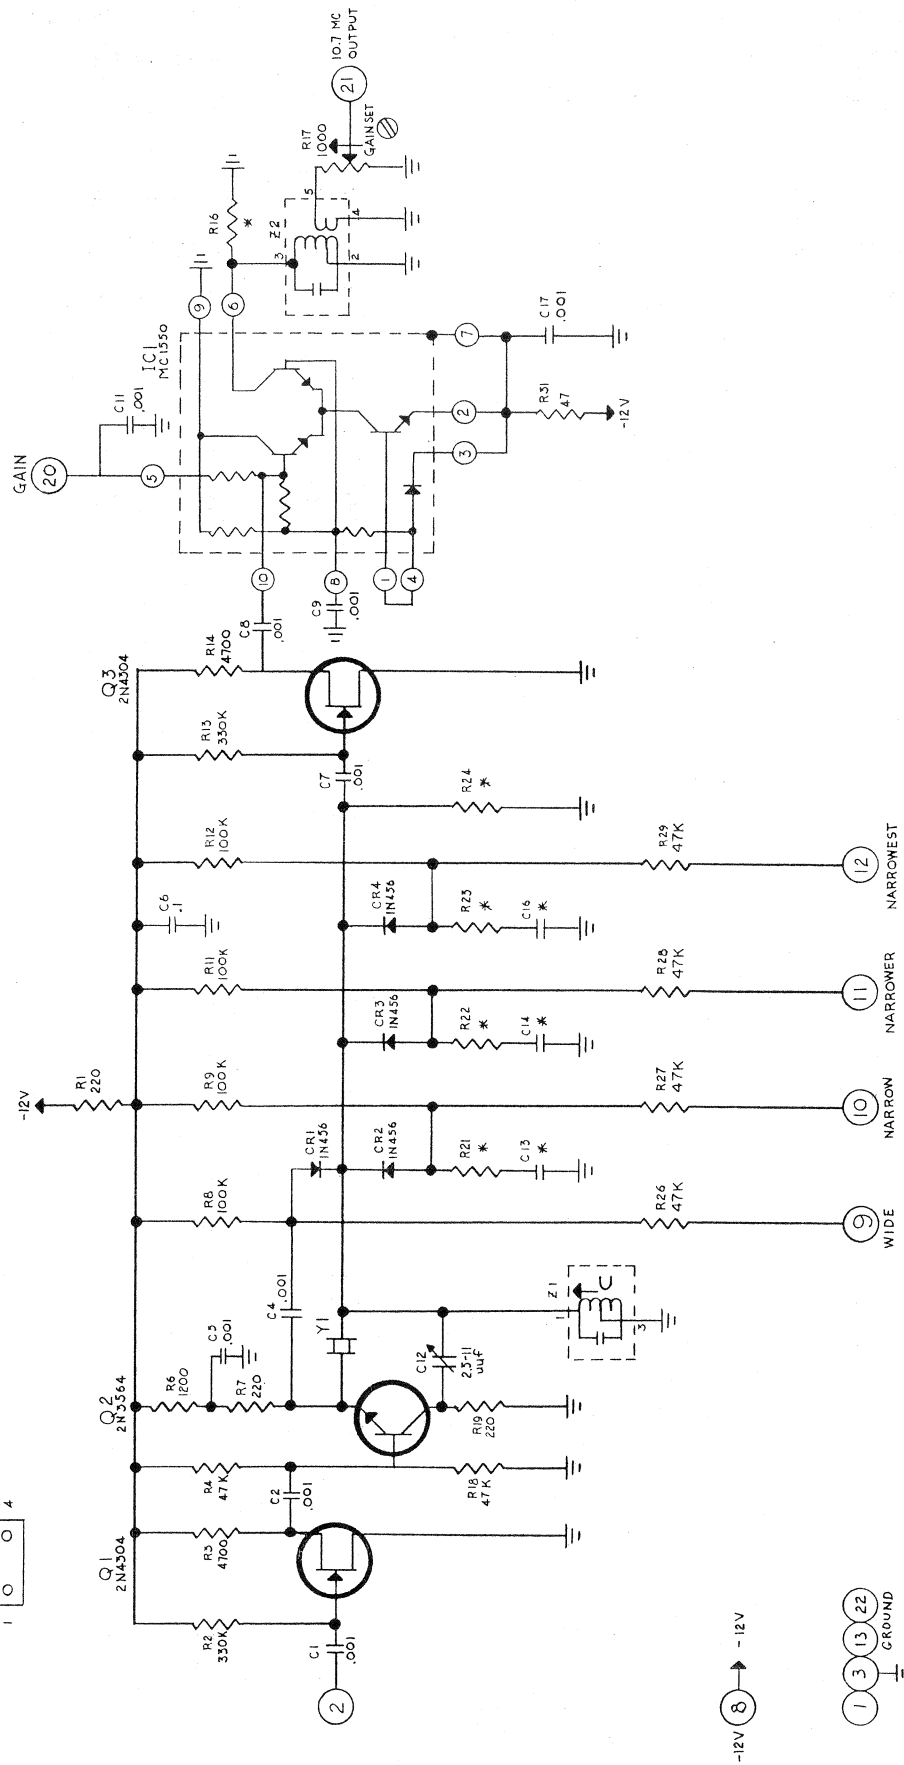 1
4
Q1
2N4304
R2
330K
R3
4700
C1
.001
2
C2
.001
R4
47K
R18
47K
Q2
2N3564
R6
1200
C3
.001
R7
220
R19
220
C12
2.5-11
uuf
Y1
C4
.001
Z1
1
3
R8
100K
R26
47K
9
WIDE
-12V
R1
220
R9
100K
CR1
1N456
CR2
1N456
R21
*
C13
*
R27
47K
10
NARROW
R11
100K
CR3
1N456
R22
*
C14
*
R28
47K
11
NARROWER
C6
.1
R12
100K
CR4
1N456
R23
*
C16
*
R29
47K
12
NARROWEST
R24
*
C7
.001
R13
330K
Q3
2N4304
R14
4700
C8
.001
10
C9
.001
8
1
4
GAIN
20
C11
.001
5
IC1
MC1550
9
6
7
2
3
C17
.001
R31
47
-12V
R16
*
Z2
3
2
4
5
R17
1000
GAIN SET
21
10.7 MC
OUTPUT
-12V 8 -12V
1 3 13 22
GROUND